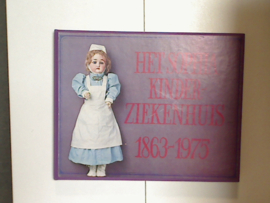 HET
KINDER
ZIEKENHUIS
1863-1973